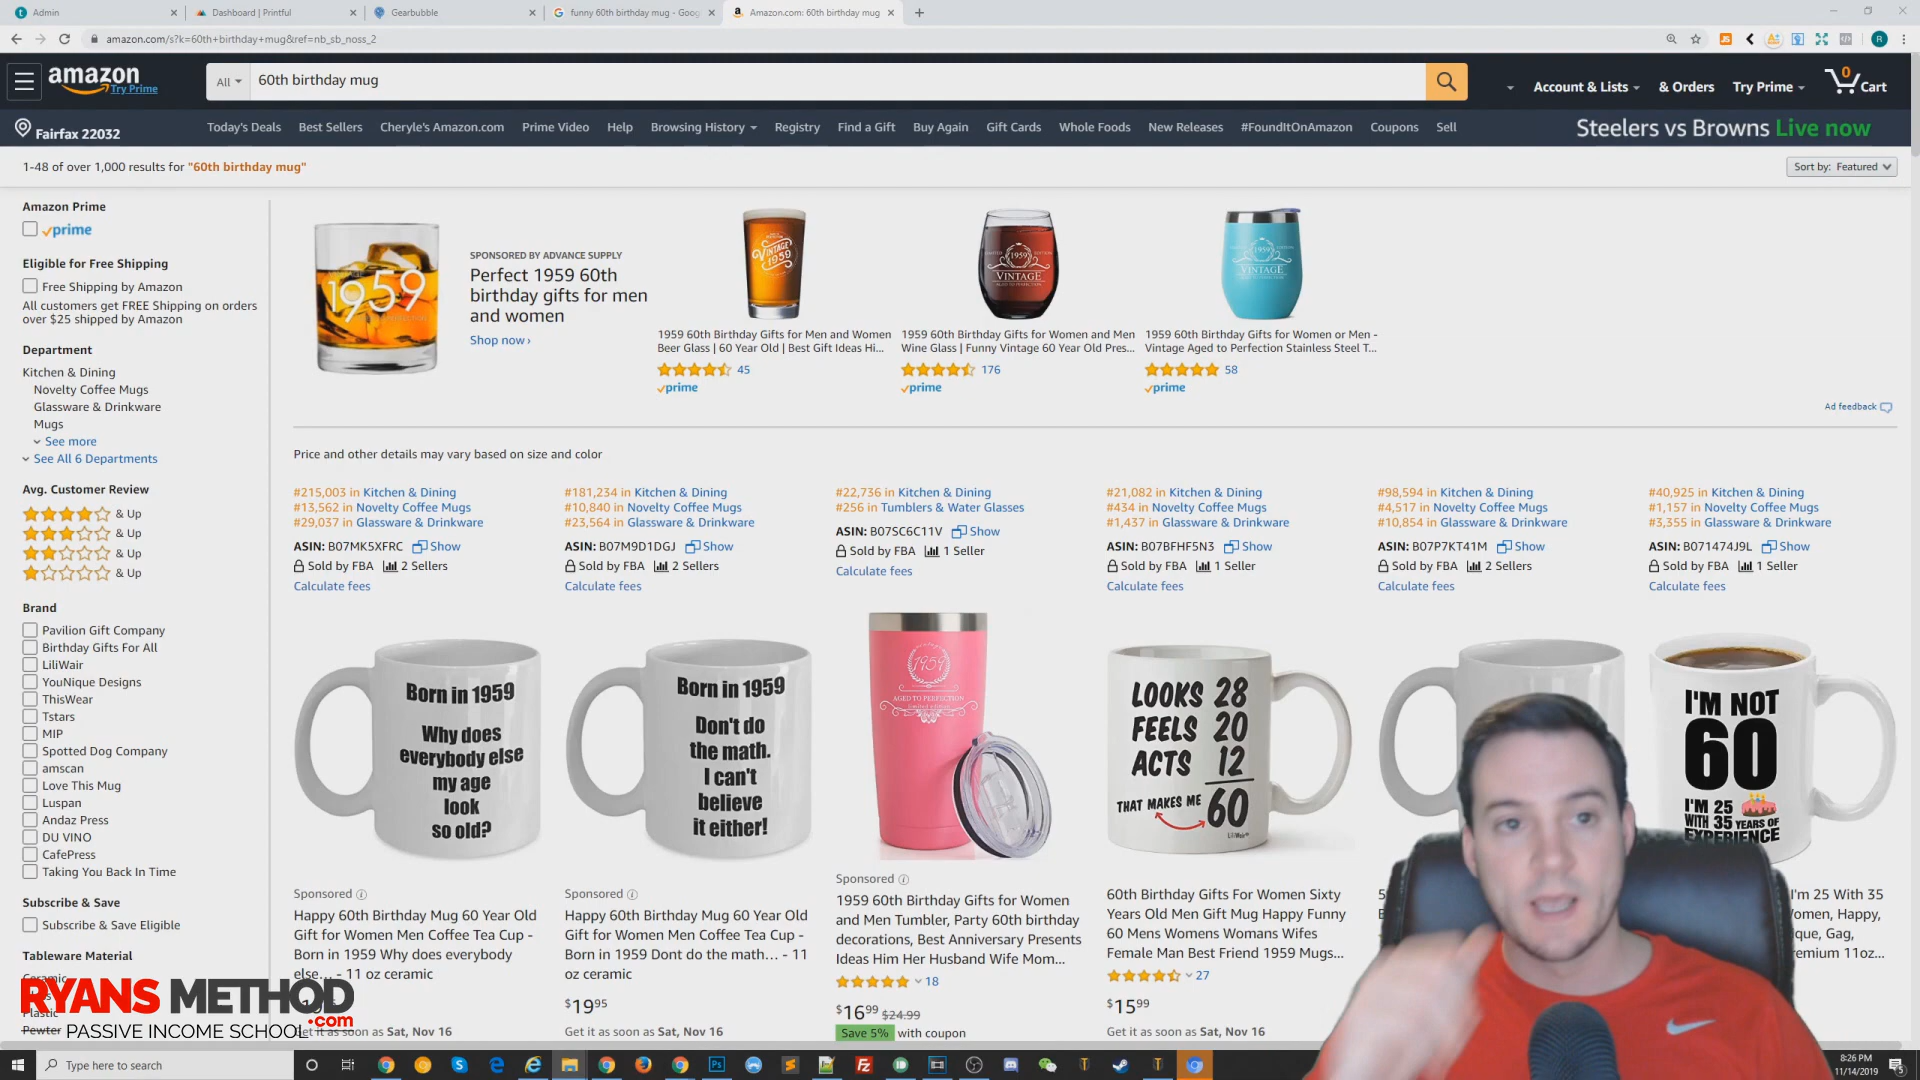 Admin
Dashboard | Printful
Gearbubble
funny 60th birthday mug - Goog
Amazon.com: 60th birthday mug
amazon.com/s?k=60th+birthday+mug&ref=nb_sb_noss_2
amazon
Try Prime
All
60th birthday mug
Account & Lists
& Orders
Try Prime
0
Cart
Fairfax 22032
Today's Deals
Best Sellers
Cheryle's Amazon.com
Prime Video
Help
Browsing History
Registry
Find a Gift
Buy Again
Gift Cards
Whole Foods
New Releases
#FoundItOnAmazon
Coupons
Sell
Steelers vs Browns Live now
1-48 of over 1,000 results for "60th birthday mug"
Sort by: Featured
Amazon Prime
prime
Eligible for Free Shipping
Free Shipping by Amazon
All customers get FREE Shipping on orders
over $25 shipped by Amazon
Department
Kitchen & Dining
Novelty Coffee Mugs
Glassware & Drinkware
Mugs
See more
See All 6 Departments
Avg. Customer Review
& Up
& Up
& Up
& Up
Brand
Pavilion Gift Company
Birthday Gifts For All
LiliWair
YouNique Designs
ThisWear
Tstars
MIP
Spotted Dog Company
amscan
Love This Mug
Luspan
Andaz Press
DU VINO
CafePress
Taking You Back In Time
Subscribe & Save
Subscribe & Save Eligible
Tableware Material
Ceramic
Plastic
Pewter
RYANS METHOD
.com
PASSIVE INCOME SCHOOL
1959
SPONSORED BY ADVANCE SUPPLY
Perfect 1959 60th
birthday gifts for men
and women
Shop now ›
VINTAGE
1959
1959 60th Birthday Gifts for Men and Women
Beer Glass | 60 Year Old | Best Gift Ideas Hi...
45
prime
1959
VINTAGE
1959 60th Birthday Gifts for Women and Men
Wine Glass | Funny Vintage 60 Year Old Pres...
176
prime
1959
VINTAGE
1959 60th Birthday Gifts for Women or Men -
Vintage Aged to Perfection Stainless Steel T...
58
prime
Ad feedback
Price and other details may vary based on size and color
#215,003 in Kitchen & Dining
#13,562 in Novelty Coffee Mugs
#29,037 in Glassware & Drinkware
ASIN: B07MK5XFRC Show
Sold by FBA 2 Sellers
Calculate fees
Born in 1959
Why does
everybody else
my age
look
so old?
Sponsored
Happy 60th Birthday Mug 60 Year Old
Gift for Women Men Coffee Tea Cup -
Born in 1959 Why does everybody
else... - 11 oz ceramic
Get it as soon as Sat, Nov 16
#181,234 in Kitchen & Dining
#10,840 in Novelty Coffee Mugs
#23,564 in Glassware & Drinkware
ASIN: B07M9D1DGJ Show
Sold by FBA 2 Sellers
Calculate fees
Born in 1959
Don't do
the math.
I can't
believe
it either!
Sponsored
Happy 60th Birthday Mug 60 Year Old
Gift for Women Men Coffee Tea Cup -
Born in 1959 Dont do the math... - 11
oz ceramic
$19 95
Get it as soon as Sat, Nov 16
#22,736 in Kitchen & Dining
#256 in Tumblers & Water Glasses
ASIN: B07SC6C11V Show
Sold by FBA 1 Seller
Calculate fees
1959
AGED TO PERFECTION
Sponsored
1959 60th Birthday Gifts for Women
and Men Tumbler, Party 60th birthday
decorations, Best Anniversary Presents
Ideas Him Her Husband Wife Mom...
18
$16 99 $24.99
Save 5% with coupon
#21,082 in Kitchen & Dining
#434 in Novelty Coffee Mugs
#1,437 in Glassware & Drinkware
ASIN: B07BFHF5N3 Show
Sold by FBA 1 Seller
Calculate fees
LOOKS 28
FEELS 20
ACTS 12
THAT MAKES ME 60
LiliWair
60th Birthday Gifts For Women Sixty
Years Old Men Gift Mug Happy Funny
60 Mens Womens Womans Wifes
Female Man Best Friend 1959 Mugs...
27
$15 99
Get it as soon as Sat, Nov 16
#98,594 in Kitchen & Dining
#4,517 in Novelty Coffee Mugs
#10,854 in Glassware & Drinkware
ASIN: B07P7KT41M Show
Sold by FBA 2 Sellers
Calculate fees
#40,925 in Kitchen & Dining
#1,157 in Novelty Coffee Mugs
#3,355 in Glassware & Drinkware
ASIN: B071474J9L Show
Sold by FBA 1 Seller
Calculate fees
I'M NOT
60
I'M 25
WITH 35 YEARS OF
EXPERIENCE
I'm 25 With 35
Happy,
Gag,
11oz...
Type here to search
8:26 PM
11/14/2019